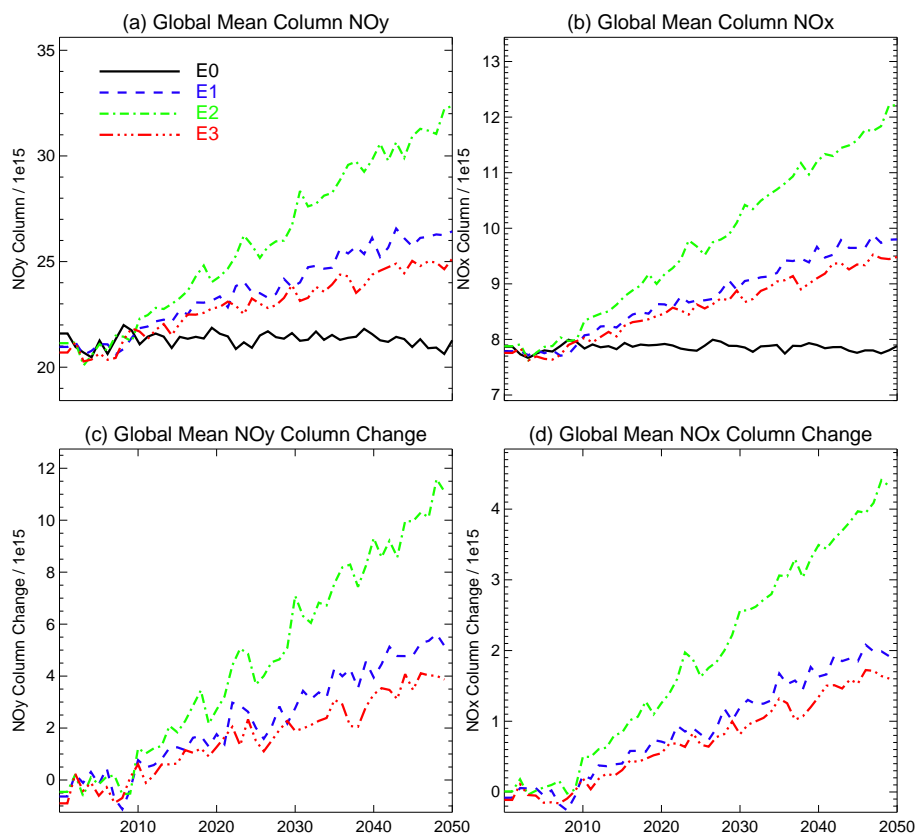 (a) Global Mean Column NOy
(b) Global Mean Column NOx
NOy Column / 1e15
35
30
25
20
E0
E1
E2
E3
NOx Column / 1e15
13
12
11
10
9
8
7
(c) Global Mean NOy Column Change
(d) Global Mean NOx Column Change
NOy Column Change / 1e15
12
10
8
6
4
2
0
2010
2020
2030
2040
2050
NOx Column Change / 1e15
4
3
2
1
0
2010
2020
2030
2040
2050